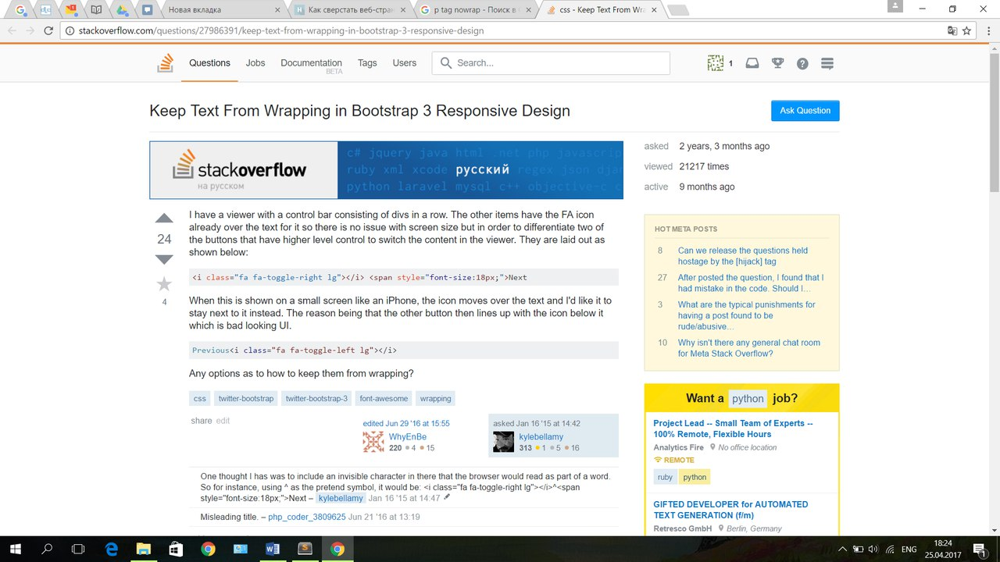 Новая вкладка
Как сверстать веб-стран
p tag nowrap - Поиск в
css - Keep Text From Wra
stackoverflow.com/questions/27986391/keep-text-from-wrapping-in-bootstrap-3-responsive-design
Questions Jobs Documentation Tags Users Search... 1
BETA
Keep Text From Wrapping in Bootstrap 3 Responsive Design
Ask Question
stackoverflow
на русском
c# jquery java html .net php javascrip
ruby xml xcode русский regex json djan
python laravel mysql c++ objective-c c
asked 2 years, 3 months ago
viewed 21217 times
active 9 months ago
24
4
I have a viewer with a control bar consisting of divs in a row. The other items have the FA icon
already over the text for it so there is no issue with screen size but in order to differentiate two of
the buttons that have higher level control to switch the content in the viewer. They are laid out as
shown below:
<i class="fa fa-toggle-right lg"></i> <span style="font-size:18px;">Next
When this is shown on a small screen like an iPhone, the icon moves over the text and I'd like it to
stay next to it instead. The reason being that the other button then lines up with the icon below it
which is bad looking UI.
Previous<i class="fa fa-toggle-left lg"></i>
Any options as to how to keep them from wrapping?
css twitter-bootstrap twitter-bootstrap-3 font-awesome wrapping
share edit
edited Jun 29 '16 at 15:55
WhyEnBe
220 4 15
asked Jan 16 '15 at 14:42
kylebellamy
313 1 5 16
One thought I has was to include an invisible character in there that the browser would read as part of a word.
So for instance, using ^ as the pretend symbol, it would be: <i class="fa fa-toggle-right lg"></i>^<span
style="font-size:18px;">Next – kylebellamy Jan 16 '15 at 14:47
Misleading title. – php_coder_3809625 Jun 21 '16 at 13:19
HOT META POSTS
8 Can we release the questions held
hostage by the [hijack] tag
27 After posted the question, I found that I
had mistake in the code. Should I…
3 What are the typical punishments for
having a post found to be
rude/abusive…
10 Why isn't there any general chat room
for Meta Stack Overflow?
Want a python job?
Project Lead -- Small Team of Experts --
100% Remote, Flexible Hours
Analytics Fire No office location
REMOTE
ruby python
GIFTED DEVELOPER for AUTOMATED
TEXT GENERATION (f/m)
Retresco GmbH Berlin, Germany
ENG
18:24
25.04.2017
1